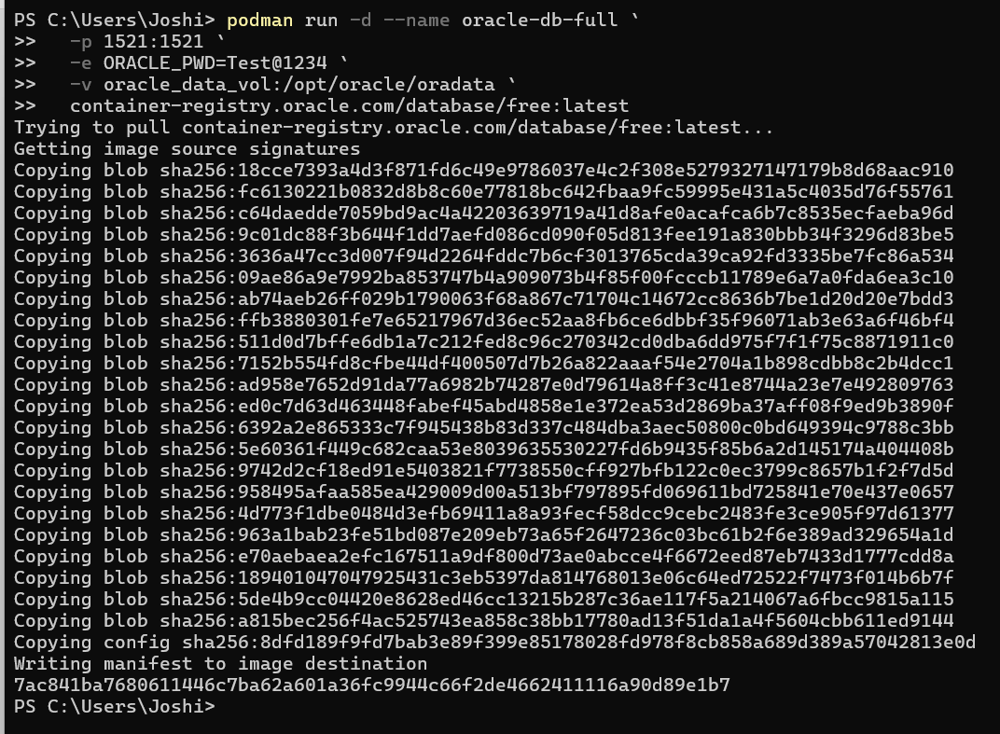 PS C:\Users\Joshi> podman run -d --name oracle-db-full `
>>   -p 1521:1521 `
>>   -e ORACLE_PWD=Test@1234 `
>>   -v oracle_data_vol:/opt/oracle/oradata `
>>   container-registry.oracle.com/database/free:latest
Trying to pull container-registry.oracle.com/database/free:latest...
Getting image source signatures
Copying blob sha256:18cce7393a4d3f871fd6c49e9786037e4c2f308e5279327147179b8d68aac910
Copying blob sha256:fc6130221b0832d8b8c60e77818bc642fbaa9fc59995e431a5c4035d76f55761
Copying blob sha256:c64daedde7059bd9ac4a42203639719a41d8afe0acafca6b7c8535ecfaeba96d
Copying blob sha256:9c01dc88f3b644f1dd7aefd086cd090f05d813fee191a830bbb34f3296d83be5
Copying blob sha256:3636a47cc3d007f94d2264fddc7b6cf3013765cda39ca92fd3335be7fc86a534
Copying blob sha256:09ae86a9e7992ba853747b4a909073b4f85f00fcccb11789e6a7a0fda6ea3c10
Copying blob sha256:ab74aeb26ff029b1790063f68a867c71704c14672cc8636b7be1d20d20e7bdd3
Copying blob sha256:ffb3880301fe7e65217967d36ec52aa8fb6ce6dbbf35f96071ab3e63a6f46bf4
Copying blob sha256:511d0d7bffe6db1a7c212fed8c96c270342cd0dba6dd975f7f1f75c8871911c0
Copying blob sha256:7152b554fd8cfbe44df400507d7b26a822aaaf54e2704a1b898cdbb8c2b4dcc1
Copying blob sha256:ad958e7652d91da77a6982b74287e0d79614a8ff3c41e8744a23e7e492809763
Copying blob sha256:ed0c7d63d463448fabef45abd4858e1e372ea53d2869ba37aff08f9ed9b3890f
Copying blob sha256:6392a2e865333c7f945438b83d337c484dba3aec50800c0bd649394c9788c3bb
Copying blob sha256:5e60361f449c682caa53e8039635530227fd6b9435f85b6a2d145174a404408b
Copying blob sha256:9742d2cf18ed91e5403821f7738550cff927bfb122c0ec3799c8657b1f2f7d5d
Copying blob sha256:958495afaa585ea429009d00a513bf797895fd069611bd725841e70e437e0657
Copying blob sha256:4d773f1dbe0484d3efb69411a8a93fecf58dcc9cebc2483fe3ce905f97d61377
Copying blob sha256:963a1bab23fe51bd087e209eb73a65f2647236c03bc61b2f6e389ad329654a1d
Copying blob sha256:e70aebaea2efc167511a9df800d73ae0abcce4f6672eed87eb7433d1777cdd8a
Copying blob sha256:189401047047925431c3eb5397da814768013e06c64ed72522f7473f014b6b7f
Copying blob sha256:5de4b9cc04420e8628ed46cc13215b287c36ae117f5a214067a6fbcc9815a115
Copying blob sha256:a815bec256f4ac525743ea858c38bb17780ad13f51da1a4f5604cbb611ed9144
Copying config sha256:8dfd189f9fd7bab3e89f399e85178028fd978f8cb858a689d389a57042813e0d
Writing manifest to image destination
7ac841ba7680611446c7ba62a601a36fc9944c66f2de4662411116a90d89e1b7
PS C:\Users\Joshi>